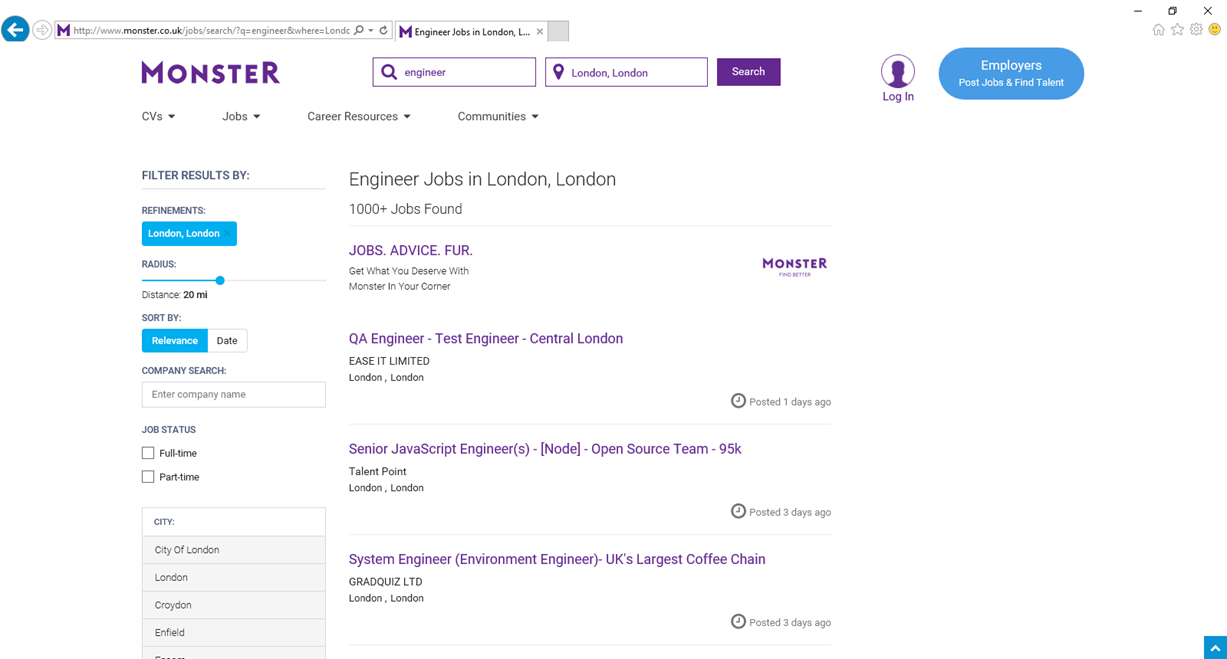 http://www.monster.co.uk/jobs/search/?q=engineer&where=Londc
Engineer Jobs in London, L...
MONSTER
engineer
London, London
Search
Log In
Employers
Post Jobs & Find Talent
CVs
Jobs
Career Resources
Communities
FILTER RESULTS BY:
REFINEMENTS:
London, London
RADIUS:
Distance: 20 mi
SORT BY:
Relevance
Date
COMPANY SEARCH:
Enter company name
JOB STATUS
Full-time
Part-time
CITY:
City Of London
London
Croydon
Enfield
Engineer Jobs in London, London
1000+ Jobs Found
JOBS. ADVICE. FUR.
Get What You Deserve With
Monster In Your Corner
MONSTER
FIND BETTER
QA Engineer - Test Engineer - Central London
EASE IT LIMITED
London , London
Posted 1 days ago
Senior JavaScript Engineer(s) - [Node] - Open Source Team - 95k
Talent Point
London , London
Posted 3 days ago
System Engineer (Environment Engineer)- UK's Largest Coffee Chain
GRADQUIZ LTD
London , London
Posted 3 days ago